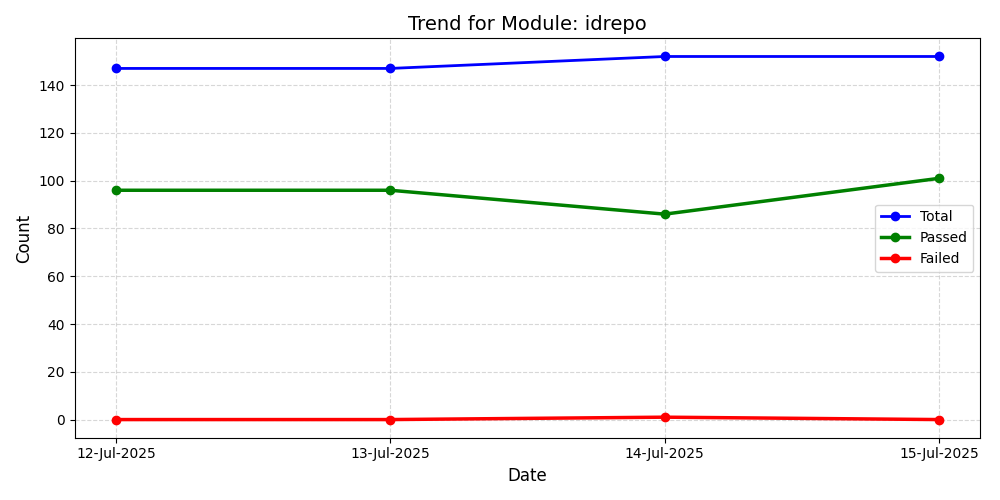 Trend for Module: idrepo
Count
140
120
100
80
60
40
20
0
Total
Passed
Failed
12-Jul-2025
13-Jul-2025
14-Jul-2025
15-Jul-2025
Date